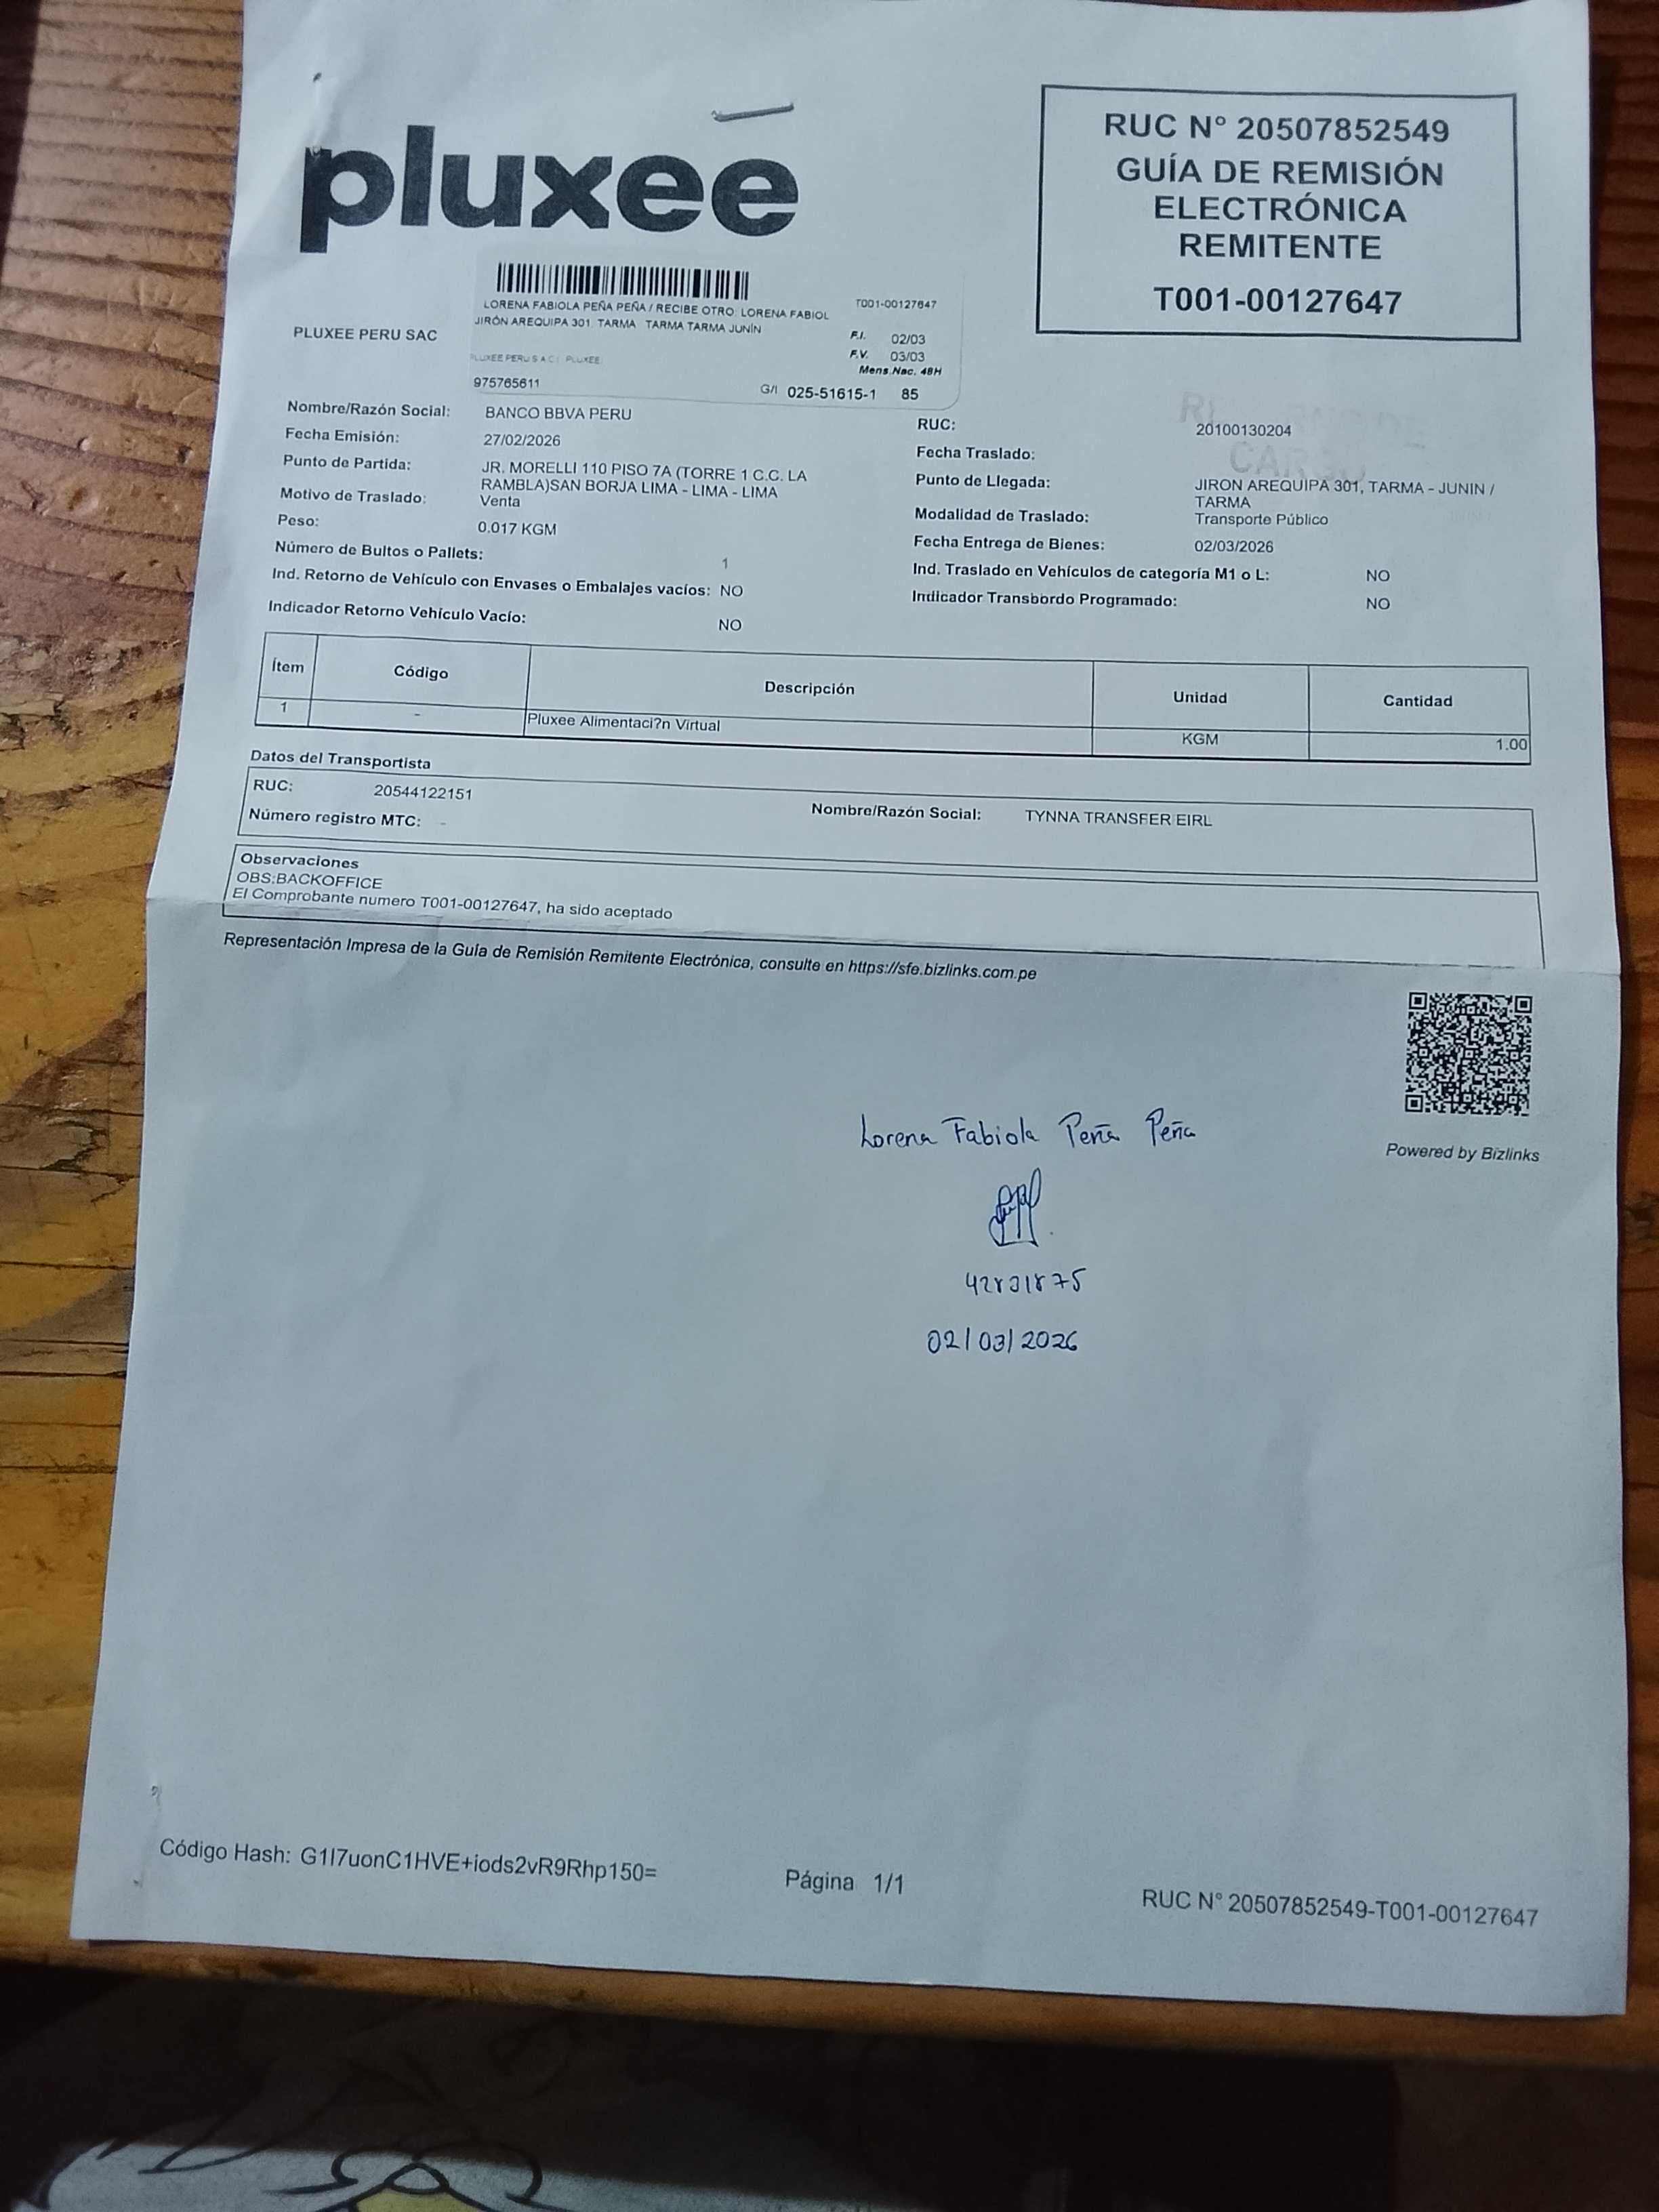 pluxee
RUC N° 20507852549
GUÍA DE REMISIÓN
ELECTRÓNICA
REMITENTE
T001-00127647
LORENA FABIOLA PEÑA PEÑA / RECIBE OTRO: LORENA FABIOL T001-00127647
JIRÓN AREQUIPA 301. TARMA TARMA TARMA JUNÍN
F.I. 02/03
F.V. 03/03
PLUXEE PERU S A C / PLUXEE
Mens.Nac. 48H
975765611 G/I 025-51615-1 85
PLUXEE PERU SAC
Nombre/Razón Social: BANCO BBVA PERU
RUC: 20100130204
Fecha Emisión: 27/02/2026
Fecha Traslado:
CARGO
Punto de Partida: JR. MORELLI 110 PISO 7A (TORRE 1 C.C. LA
RAMBLA)SAN BORJA LIMA - LIMA - LIMA
Punto de Llegada: JIRON AREQUIPA 301, TARMA - JUNIN /
TARMA
Motivo de Traslado: Venta
Modalidad de Traslado: Transporte Público
Peso: 0.017 KGM
Fecha Entrega de Bienes: 02/03/2026
Número de Bultos o Pallets: 1
Ind. Traslado en Vehículos de categoría M1 o L: NO
Ind. Retorno de Vehículo con Envases o Embalajes vacíos: NO
Indicador Transbordo Programado: NO
Indicador Retorno Vehículo Vacío: NO
Ítem Código Descripción Unidad Cantidad
1 - Pluxee Alimentaci?n Virtual KGM 1.00
Datos del Transportista
RUC: 20544122151 Nombre/Razón Social: TYNNA TRANSFER EIRL
Número registro MTC: -
Observaciones
OBS:BACKOFFICE
El Comprobante numero T001-00127647, ha sido aceptado
Representación Impresa de la Guía de Remisión Remitente Electrónica, consulte en https://sfe.bizlinks.com.pe
Powered by Bizlinks
Lorena Fabiola Peña Peña
42831875
02/03/2026
Código Hash: G1I7uonC1HVE+iods2vR9Rhp150=
Página 1/1
RUC N° 20507852549-T001-00127647